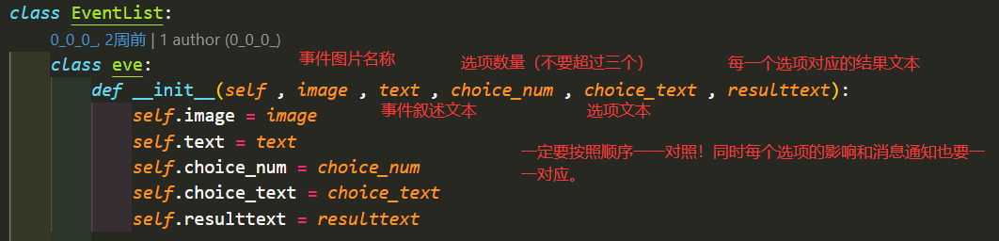 class EventList:
0_0_0_, 2周前 | 1 author (0_0_0_)
事件图片名称
选项数量（不要超过三个）
每一个选项对应的结果文本
class eve:
def __init__(self , image , text , choice_num , choice_text , resulttext):
事件叙述文本
选项文本
self.image = image
self.text = text
一定要按照顺序一一对照！同时每个选项的影响和消息通知也要一
一对应。
self.choice_num = choice_num
self.choice_text = choice_text
self.resulttext = resulttext